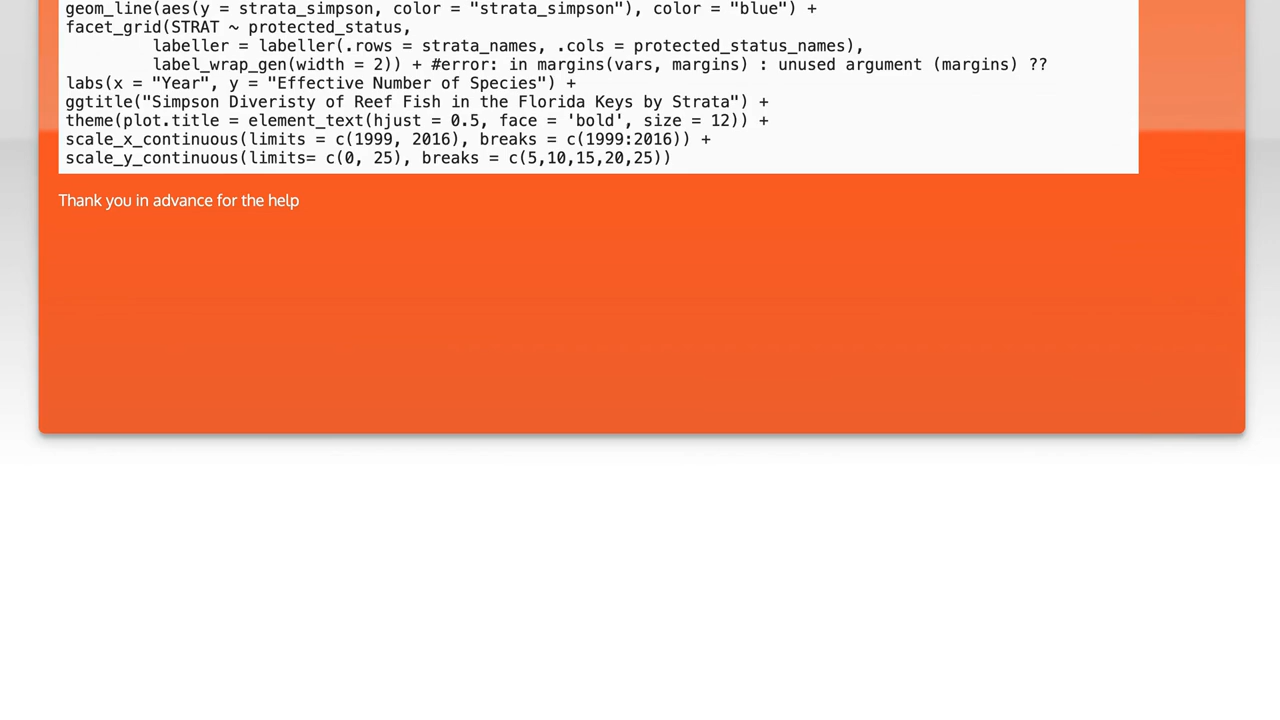 geom_line(aes(y = strata_simpson, color = "strata_simpson"), color = "blue") +
facet_grid(STRAT ~ protected_status,
labeller = labeller(.rows = strata_names, .cols = protected_status_names),
label_wrap_gen(width = 2)) + #error: in margins(vars, margins) : unused argument (margins) ??
labs(x = "Year", y = "Effective Number of Species") +
ggtitle("Simpson Diveristy of Reef Fish in the Florida Keys by Strata") +
theme(plot.title = element_text(hjust = 0.5, face = 'bold', size = 12)) +
scale_x_continuous(limits = c(1999, 2016), breaks = c(1999:2016)) +
scale_y_continuous(limits= c(0, 25), breaks = c(5,10,15,20,25))
Thank you in advance for the help